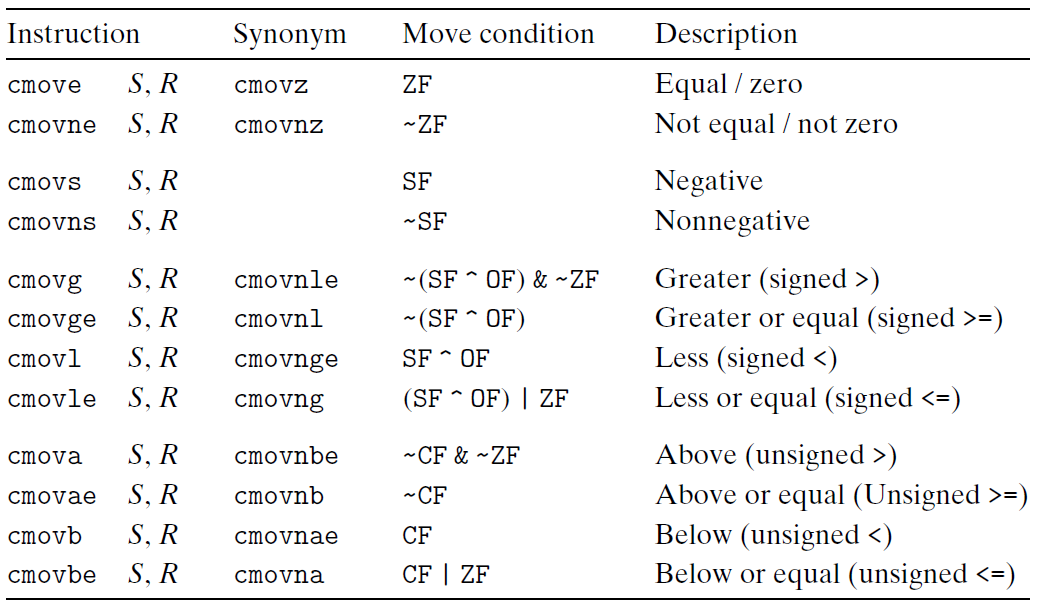 Instruction Synonym Move condition Description
cmove S, R cmovz ZF Equal / zero
cmovne S, R cmovnz ~ZF Not equal / not zero
cmovs S, R SF Negative
cmovns S, R ~SF Nonnegative
cmovg S, R cmovnle ~(SF ^ OF) & ~ZF Greater (signed >)
cmovge S, R cmovnl ~(SF ^ OF) Greater or equal (signed >=)
cmovl S, R cmovnge SF ^ OF Less (signed <)
cmovle S, R cmovng (SF ^ OF) | ZF Less or equal (signed <=)
cmova S, R cmovnbe ~CF & ~ZF Above (unsigned >)
cmovae S, R cmovnb ~CF Above or equal (Unsigned >=)
cmovb S, R cmovnae CF Below (unsigned <)
cmovbe S, R cmovna CF | ZF Below or equal (unsigned <=)